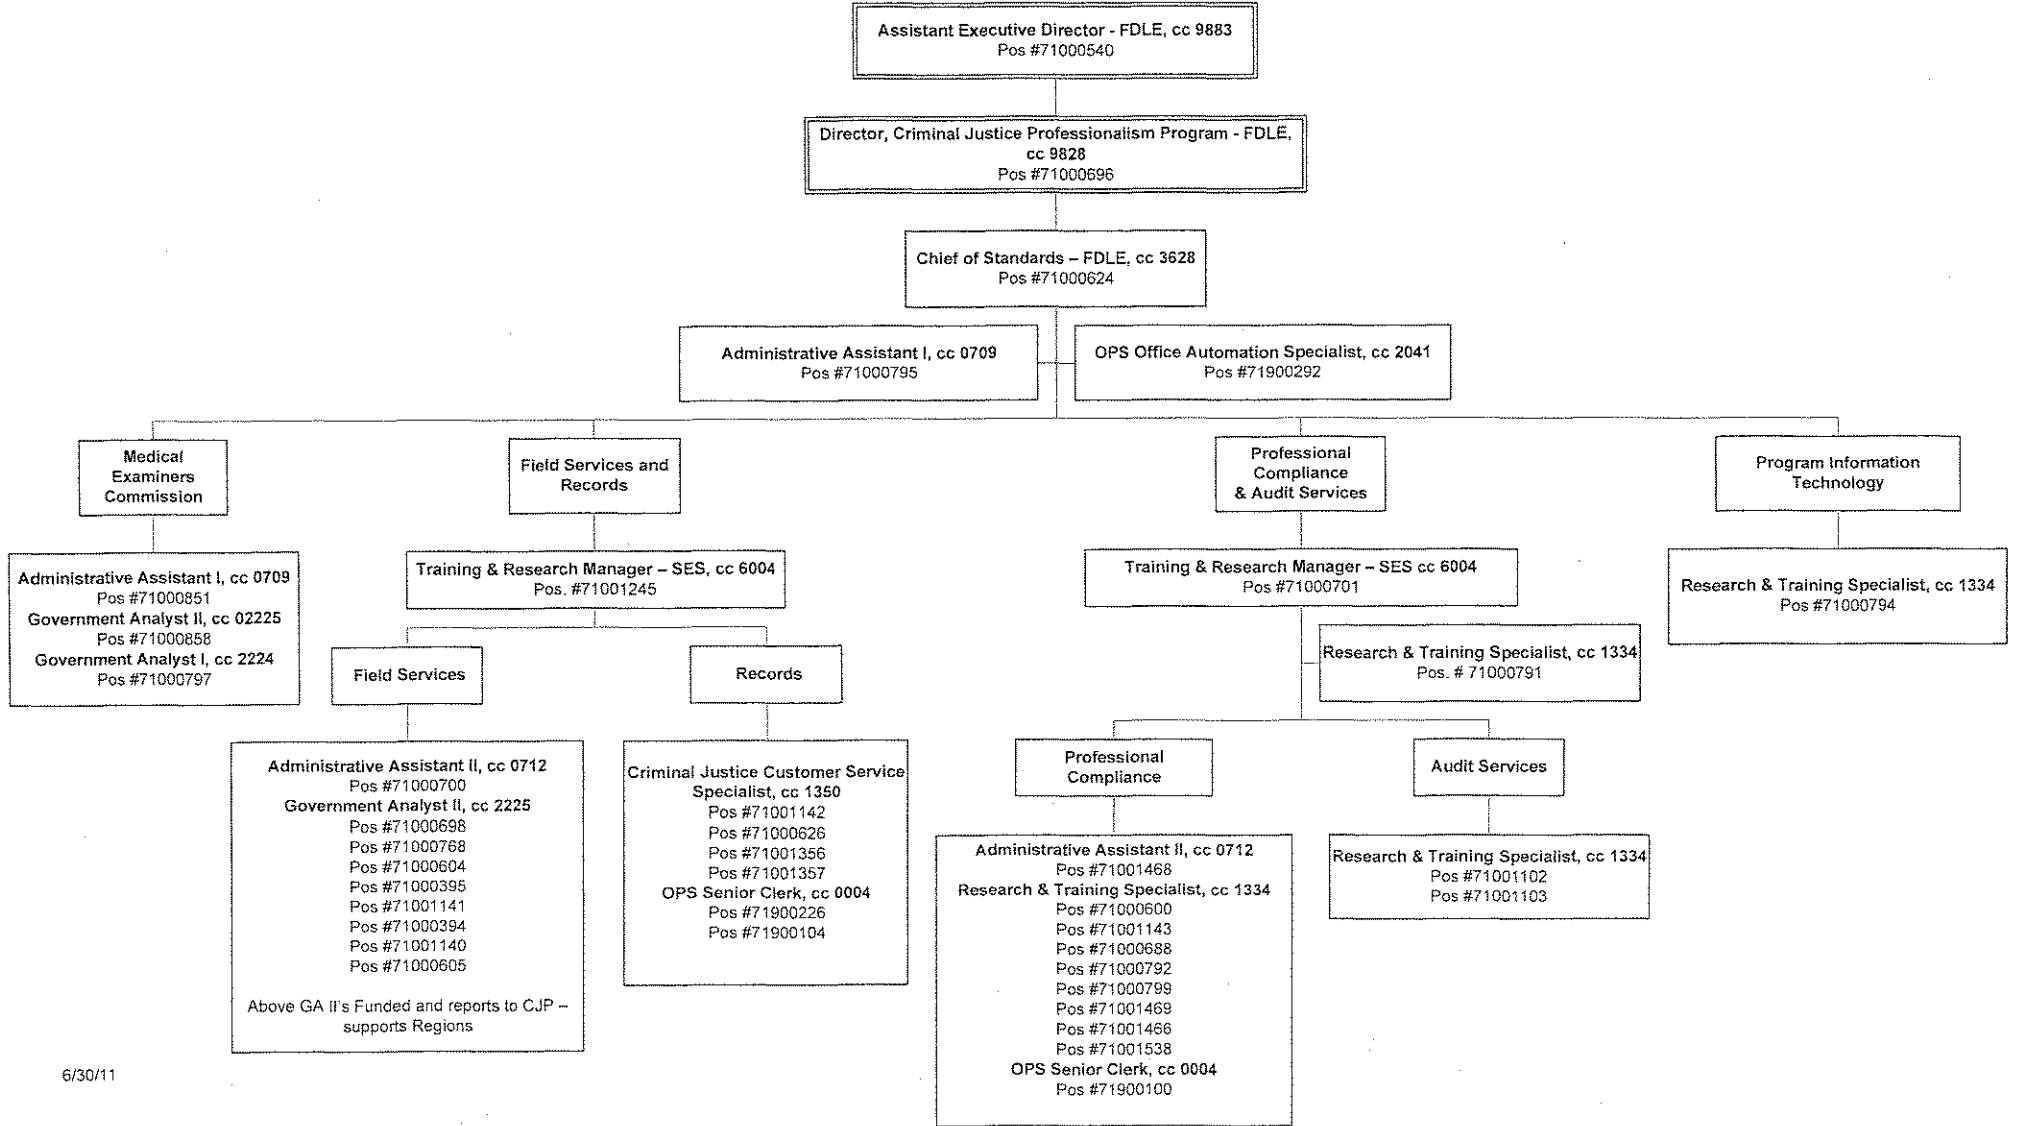 Assistant Executive Director - FDLE, cc 9883
Pos #71000540
Director, Criminal Justice Professionalism Program - FDLE,
cc 9828
Pos #71000696
Chief of Standards – FDLE, cc 3628
Pos #71000624
Administrative Assistant I, cc 0709
Pos #71000795
OPS Office Automation Specialist, cc 2041
Pos #71900292
Medical
Examiners
Commission
Field Services and
Records
Professional
Compliance
& Audit Services
Program Information
Technology
Administrative Assistant I, cc 0709
Pos #71000851
Government Analyst II, cc 02225
Pos #71000858
Government Analyst I, cc 2224
Pos #71000797
Training & Research Manager – SES, cc 6004
Pos. #71001245
Training & Research Manager – SES cc 6004
Pos #71000701
Research & Training Specialist, cc 1334
Pos #71000794
Research & Training Specialist, cc 1334
Pos. # 71000791
Field Services
Records
Administrative Assistant II, cc 0712
Pos #71000700
Government Analyst II, cc 2225
Pos #71000698
Pos #71000768
Pos #71000604
Pos #71000395
Pos #71001141
Pos #71000394
Pos #71001140
Pos #71000605
Above GA II's Funded and reports to CJP –
supports Regions
Criminal Justice Customer Service
Specialist, cc 1350
Pos #71001142
Pos #71000626
Pos #71001356
Pos #71001357
OPS Senior Clerk, cc 0004
Pos #71900226
Pos #71900104
Professional
Compliance
Audit Services
Administrative Assistant II, cc 0712
Pos #71001468
Research & Training Specialist, cc 1334
Pos #71000600
Pos #71001143
Pos #71000688
Pos #71000792
Pos #71000799
Pos #71001469
Pos #71001466
Pos #71001538
OPS Senior Clerk, cc 0004
Pos #71900100
Research & Training Specialist, cc 1334
Pos #71001102
Pos #71001103
6/30/11